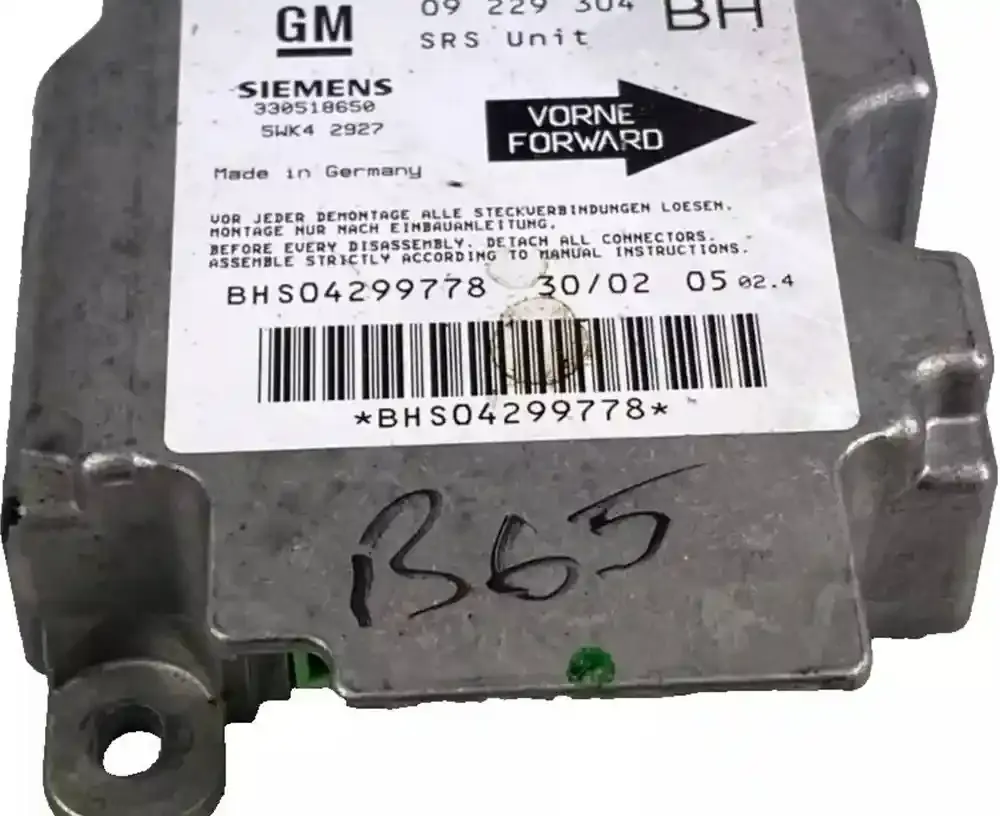 GM
09 229 304 BH
SRS Unit
SIEMENS
330518650
5WK4 2927
VORNE
FORWARD
Made in Germany
VOR JEDER DEMONTAGE ALLE STECKVERBINDUNGEN LOESEN.
MONTAGE NUR NACH EINBAUANLEITUNG.
BEFORE EVERY DISASSEMBLY. DETACH ALL CONNECTORS.
ASSEMBLE STRICTLY ACCORDING TO MANUAL INSTRUCTIONS.
BHS04299778 30/02 05 02.4
*BHS04299778*
B65